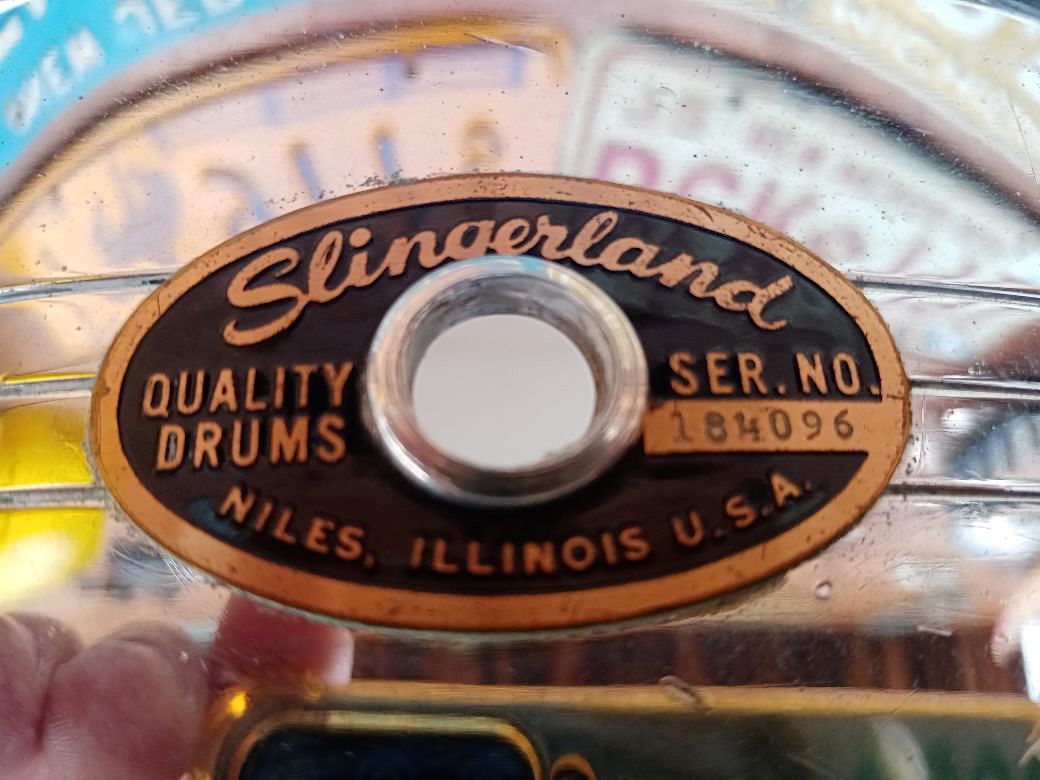 Slingerland
QUALITY
DRUMS
SER. NO.
184096
NILES, ILLINOIS U.S.A.